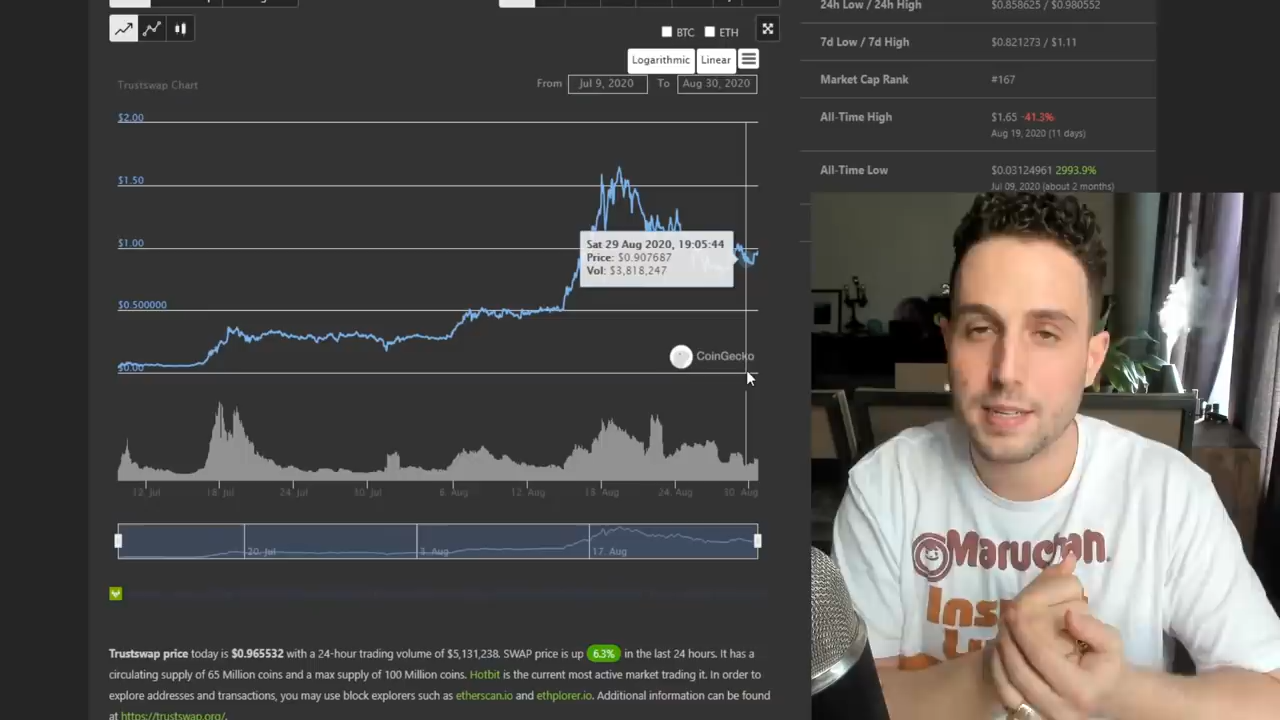 24h Low / 24h High $0.858625 / $0.980552
BTC ETH
7d Low / 7d High $0.821273 / $1.11
Logarithmic Linear
Market Cap Rank #167
Trustswap Chart From Jul 9, 2020 To Aug 30, 2020
All-Time High $1.65 -41.3%
Aug 19, 2020 (11 days)
All-Time Low $0.03124961 2993.9%
Jul 09, 2020 (about 2 months)
$2.00
$1.50
$1.00
$0.500000
$0.00
Sat 29 Aug 2020, 19:05:44
Price: $0.907687
Vol: $3,818,247
CoinGecko
12. Jul 18. Jul 24. Jul 30. Jul 6. Aug 12. Aug 18. Aug 24. Aug 30. Aug
20. Jul 3. Aug 17. Aug
Maruchan
Trustswap price today is $0.965532 with a 24-hour trading volume of $5,131,238. SWAP price is up 6.3% in the last 24 hours. It has a
circulating supply of 65 Million coins and a max supply of 100 Million coins. Hotbit is the current most active market trading it. In order to
explore addresses and transactions, you may use block explorers such as etherscan.io and ethplorer.io. Additional information can be found
at https://trustswap.org/.